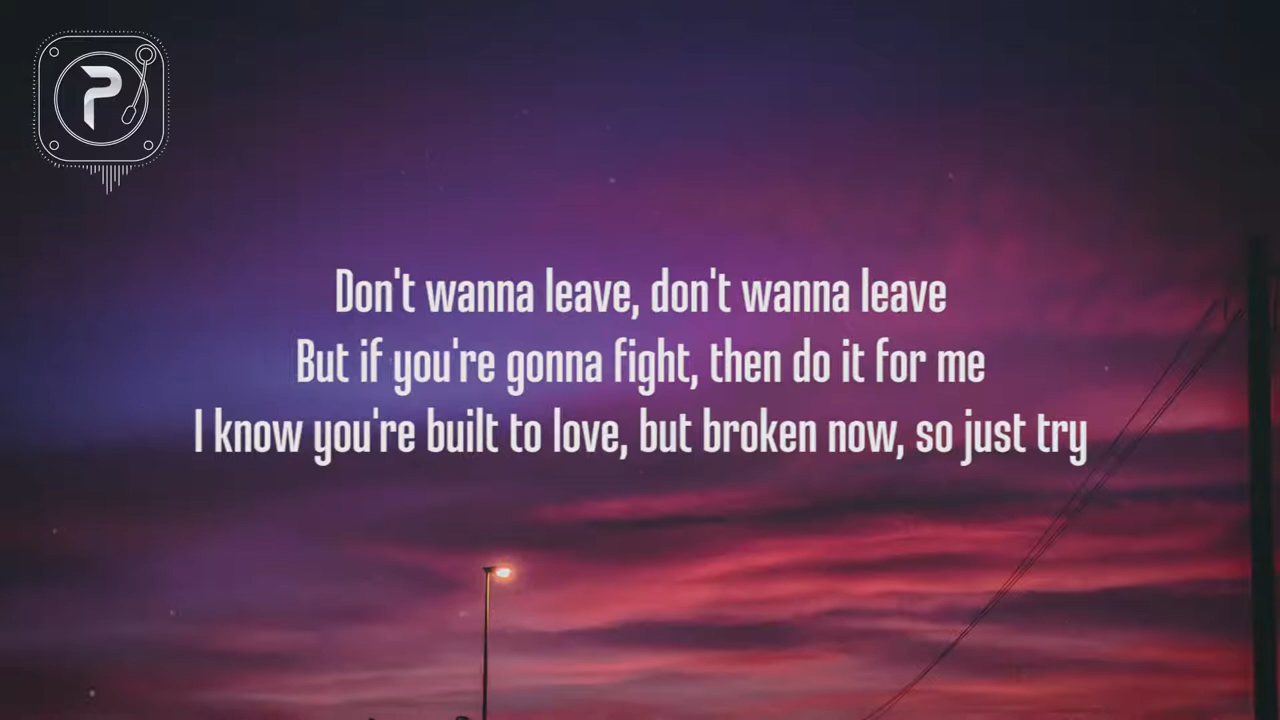 P
Don't wanna leave, don't wanna leave
But if you're gonna fight, then do it for me
I know you're built to love, but broken now, so just try